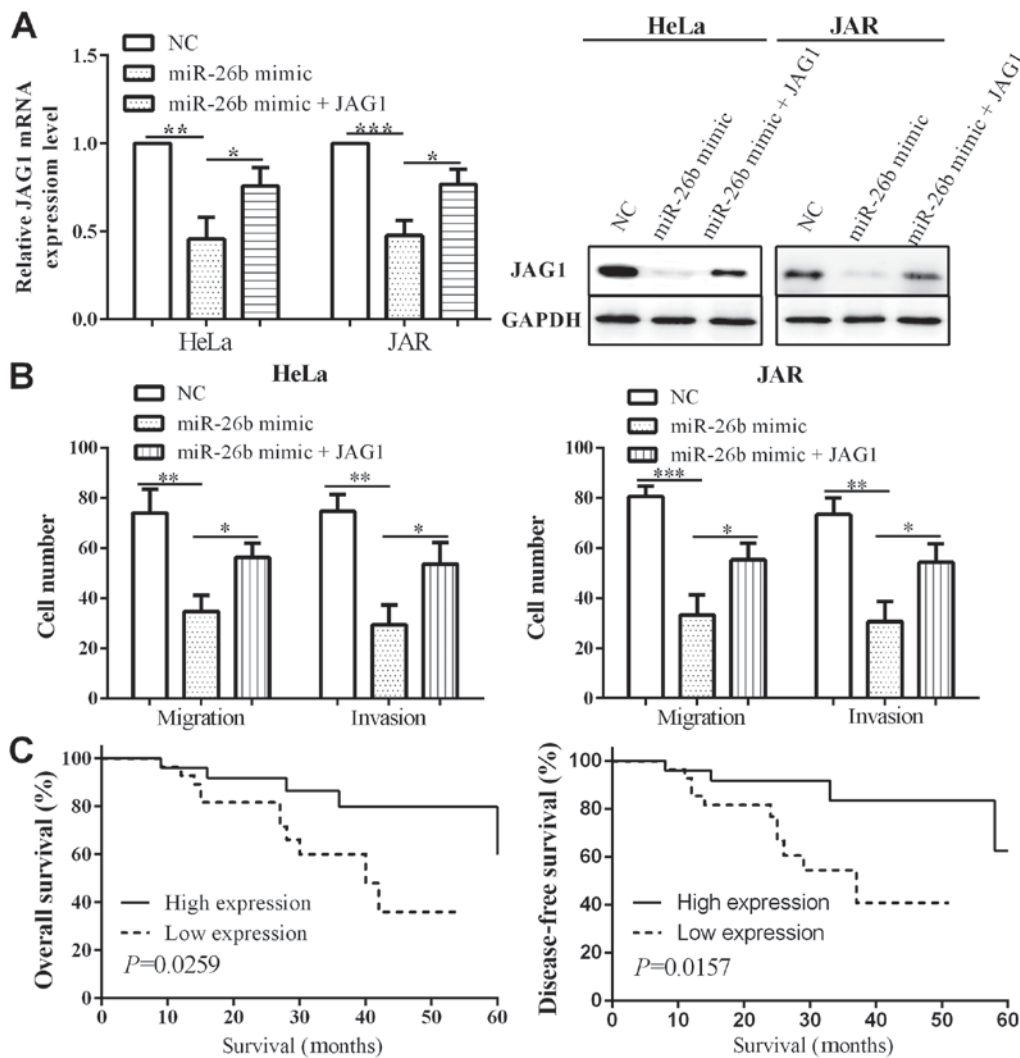 A
Relative JAG1 mRNA
expressiom level
1.5
1.0
0.5
0.0
NC
miR-26b mimic
miR-26b mimic + JAG1
**
*
***
*
HeLa
JAR
HeLa
JAR
NC
miR-26b mimic
miR-26b mimic + JAG1
NC
miR-26b mimic
miR-26b mimic + JAG1
JAG1
GAPDH
B
HeLa
NC
miR-26b mimic
miR-26b mimic + JAG1
Cell number
100
80
60
40
20
0
**
*
**
*
Migration
Invasion
JAR
NC
miR-26b mimic
miR-26b mimic + JAG1
Cell number
100
80
60
40
20
0
***
*
**
*
Migration
Invasion
C
Overall survival (%)
100
80
60
40
20
0
High expression
Low expression
P=0.0259
0 10 20 30 40 50 60
Survival (months)
Disease-free survival (%)
100
80
60
40
20
0
High expression
Low expression
P=0.0157
0 10 20 30 40 50 60
Survival (months)